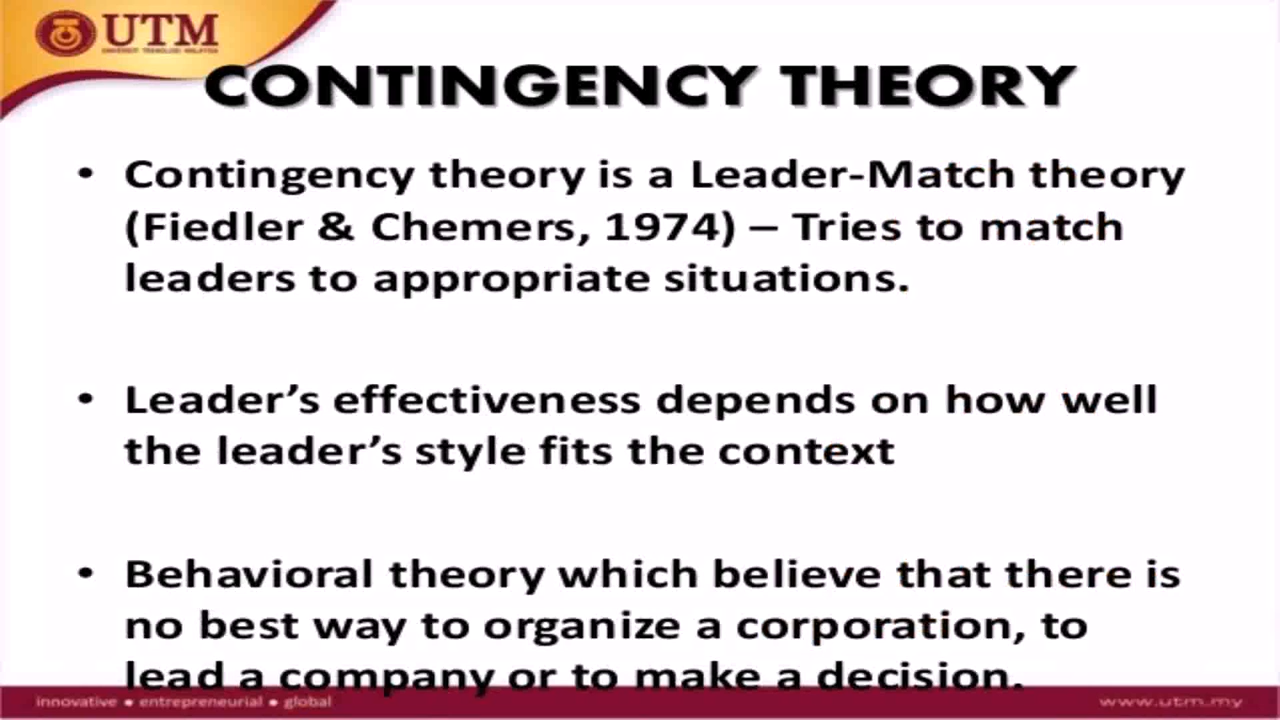 UTM
UNIVERSITI TEKNOLOGI MALAYSIA
CONTINGENCY THEORY
• Contingency theory is a Leader-Match theory
(Fiedler & Chemers, 1974) – Tries to match
leaders to appropriate situations.
• Leader’s effectiveness depends on how well
the leader’s style fits the context
• Behavioral theory which believe that there is
no best way to organize a corporation, to
lead a company or to make a decision.
innovative ● entrepreneurial ● global
www.utm.my